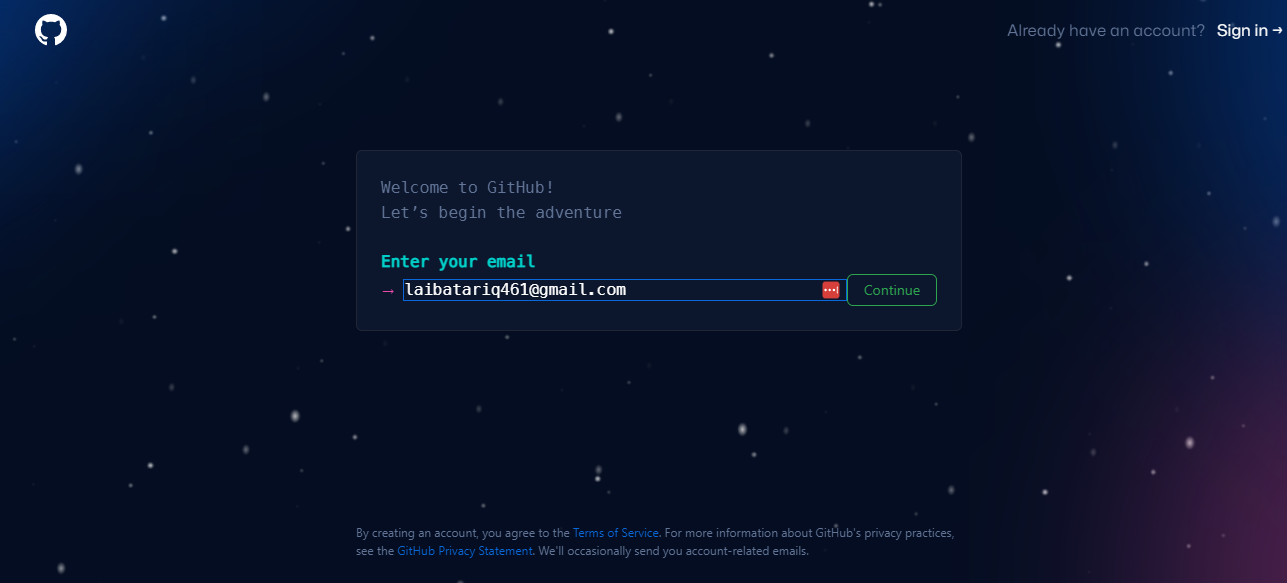 Already have an account? Sign in →
Welcome to GitHub!
Let’s begin the adventure
Enter your email
→ laibatariq461@gmail.com
Continue
By creating an account, you agree to the Terms of Service. For more information about GitHub's privacy practices,
see the GitHub Privacy Statement. We'll occasionally send you account-related emails.